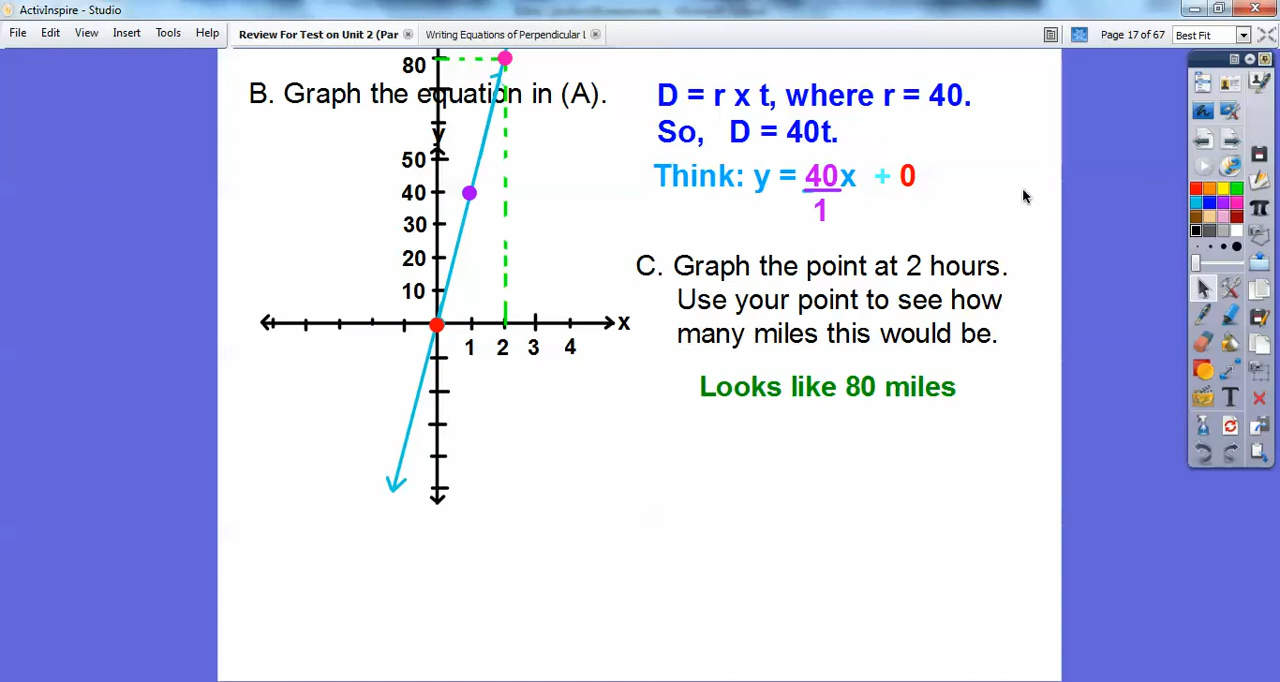 ActivInspire - Studio
File Edit View Insert Tools Help
Review For Test on Unit 2 (Par
Writing Equations of Perpendicular L
Page 17 of 67
Best Fit
B. Graph the equation in (A).
D = r x t, where r = 40.
So, D = 40t.
Think: y = 40x + 0
1
80
y
50
40
30
20
10
x
1 2 3 4
C. Graph the point at 2 hours.
Use your point to see how
many miles this would be.
Looks like 80 miles